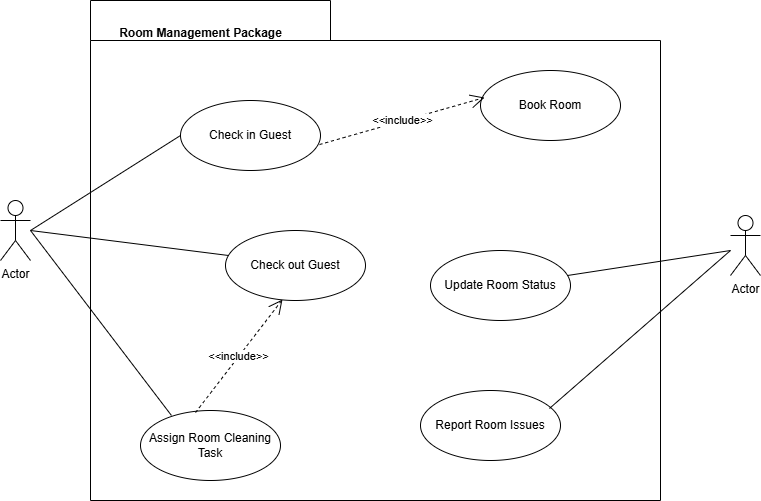 Room Management Package
Book Room
<<include>>
Check in Guest
Actor
Check out Guest
Update Room Status
Actor
<<include>>
Report Room Issues
Assign Room Cleaning
Task